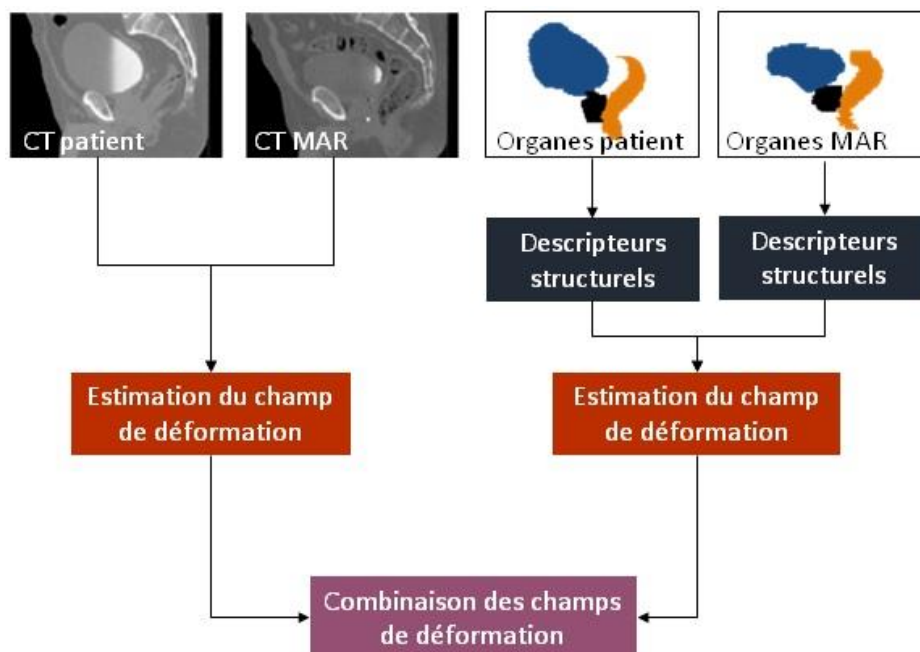 CT patient
CT MAR
Organes patient
Organes MAR
Descripteurs
structurels
Descripteurs
structurels
Estimation du champ
de déformation
Estimation du champ
de déformation
Combinaison des champs
de déformation